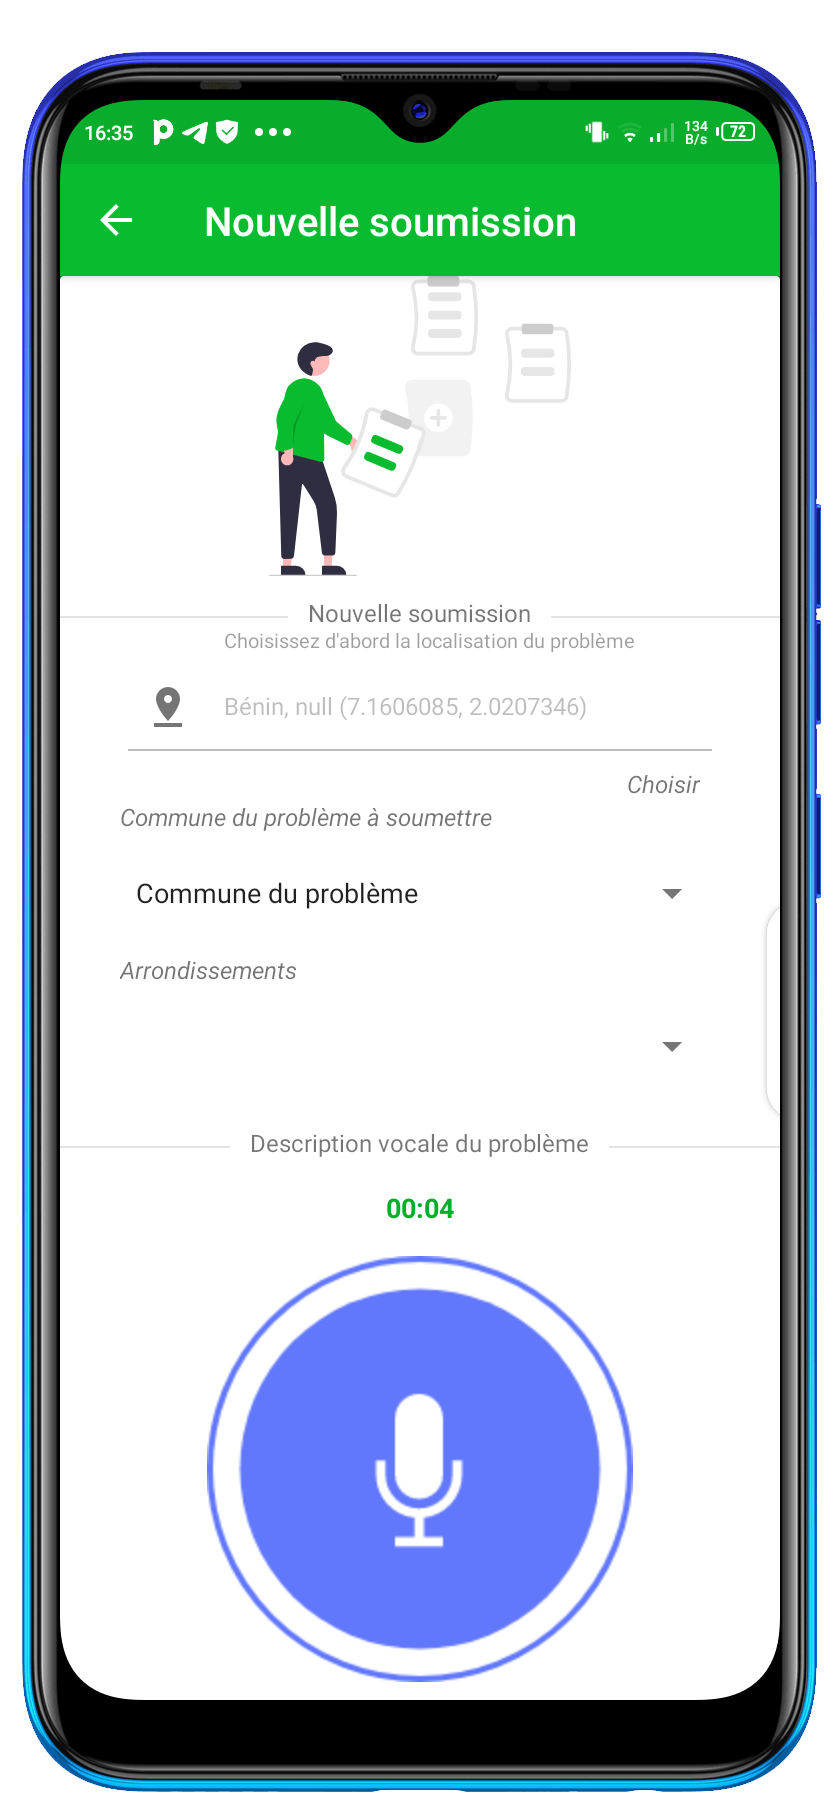 16:35
134
B/s
72
Nouvelle soumission
Nouvelle soumission
Choisissez d'abord la localisation du problème
Bénin, null (7.1606085, 2.0207346)
Choisir
Commune du problème à soumettre
Commune du problème
Arrondissements
Description vocale du problème
00:04